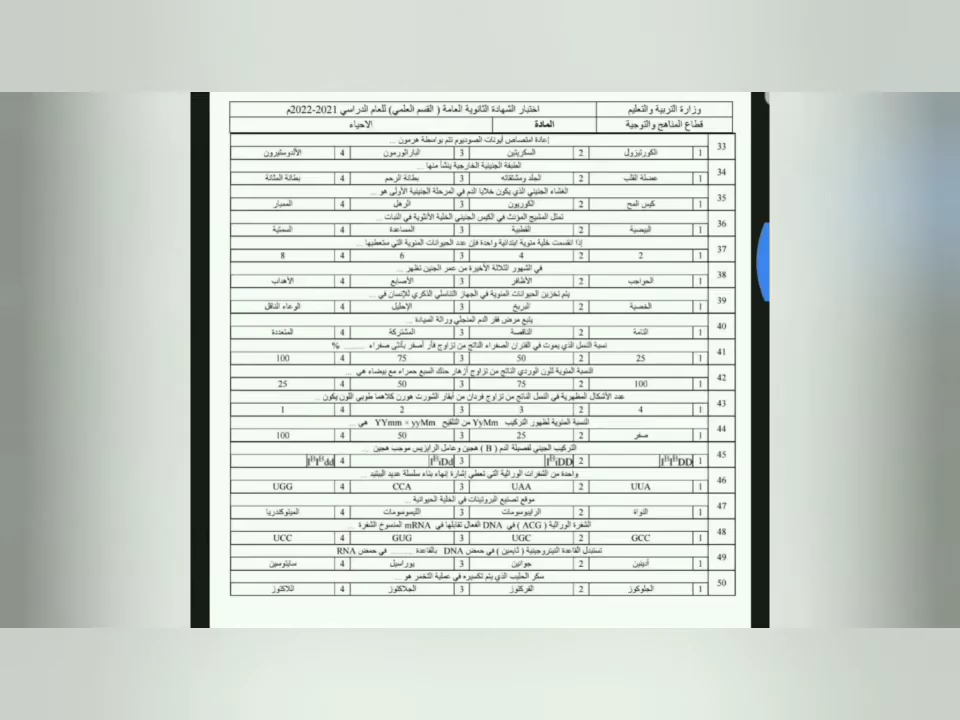 وزارة التربية والتعليم
اختبار الشهادة الثانوية العامة ( القسم العلمي) للعام الدراسي 2021-2022م
قطاع المناهج والتوجيه
المادة
الاحياء
33 إعادة امتصاص أيونات الصوديوم تتم بواسطة هرمون ...
1 الكورتيزول 2 السكريتين 3 الباراثورمون 4 الألدوستيرون
34 الطبقة الجنينية الخارجية ينشأ منها ...
1 عضلة القلب 2 الجلد ومشتقاته 3 بطانة الرحم 4 بطانة المثانة
35 الغشاء الجنيني الذي يكون خلايا الدم في المرحلة الجنينية الأولى هو ...
1 كيس المح 2 الكوريون 3 الرهل 4 الممبار
36 تمثل المشيج المؤنث في الكيس الجنيني الخلية الأنثوية في النبات ...
1 البيضية 2 القطبية 3 المساعدة 4 السمتية
37 إذا انقسمت خلية منوية ابتدائية واحدة فإن عدد الحيوانات المنوية التي ستعطيها ...
1 2 2 4 3 6 4 8
38 في الشهور الثلاثة الأخيرة من عمر الجنين تظهر ...
1 الحواجب 2 الأظافر 3 الأصابع 4 الأهداب
39 يتم تخزين الحيوانات المنوية في الجهاز التناسلي الذكري للإنسان في ...
1 الخصية 2 البربخ 3 الإحليل 4 الوعاء الناقل
40 يتبع مرض فقر الدم المنجلي وراثة السيادة ...
1 التامة 2 الناقصة 3 المشتركة 4 المتعددة
41 نسبة النسل الذي يموت في الفئران الصفراء الناتج من تزاوج فأر أصفر بأنثى صفراء ......... %
1 25 2 50 3 75 4 100
42 النسبة المئوية للون الوردي الناتج من تزاوج أزهار حنك السبع حمراء مع بيضاء هي ...
1 100 2 75 3 50 4 25
43 عدد الأشكال المظهرية في النسل الناتج من تزاوج فردان من أبقار الشورت هورن كلاهما طوبي اللون يكون ...
1 4 2 3 3 2 4 1
44 النسبة المئوية لظهور التركيب YyMm من التلقيح YYmm × yyMm هي ...
1 صفر 2 25 3 50 4 100
45 التركيب الجيني لفصيلة الدم ( B ) هجين وعامل الرايزيس موجب هجين ...
1 IᴮIᴮDD 2 IᴮiDD 3 IᴮiDd 4 IᴮIᴮdd
46 واحدة من الشفرات الوراثية التي تعطي إشارة إنهاء بناء سلسلة عديد الببتيد ...
1 UUA 2 UAA 3 CCA 4 UGG
47 موقع تصنيع البروتينات في الخلية الحيوانية ...
1 النواة 2 الرايبوسومات 3 الليسوسومات 4 الميتوكندريا
48 الشفرة الوراثية ( ACG ) في DNA الفعال تقابلها في mRNA المنسوخ الشفرة ...
1 GCC 2 UGC 3 GUG 4 UCC
49 تستبدل القاعدة النيتروجينية ( ثايمين ) في حمض DNA بالقاعدة ......... في حمض RNA
1 أدينين 2 جوانين 3 يوراسيل 4 سايتوسين
50 سكر الحليب الذي يتم تكسيره في عملية التخمر هو ...
1 الجلوكوز 2 الفركتوز 3 الجلاكتوز 4 اللاكتوز